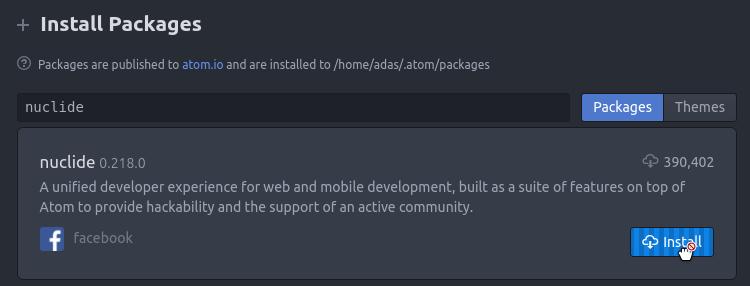 Install Packages
Packages are published to atom.io and are installed to /home/adas/.atom/packages
nuclide
Packages
Themes
nuclide 0.218.0
390,402
A unified developer experience for web and mobile development, built as a suite of features on top of
Atom to provide hackability and the support of an active community.
facebook
Install